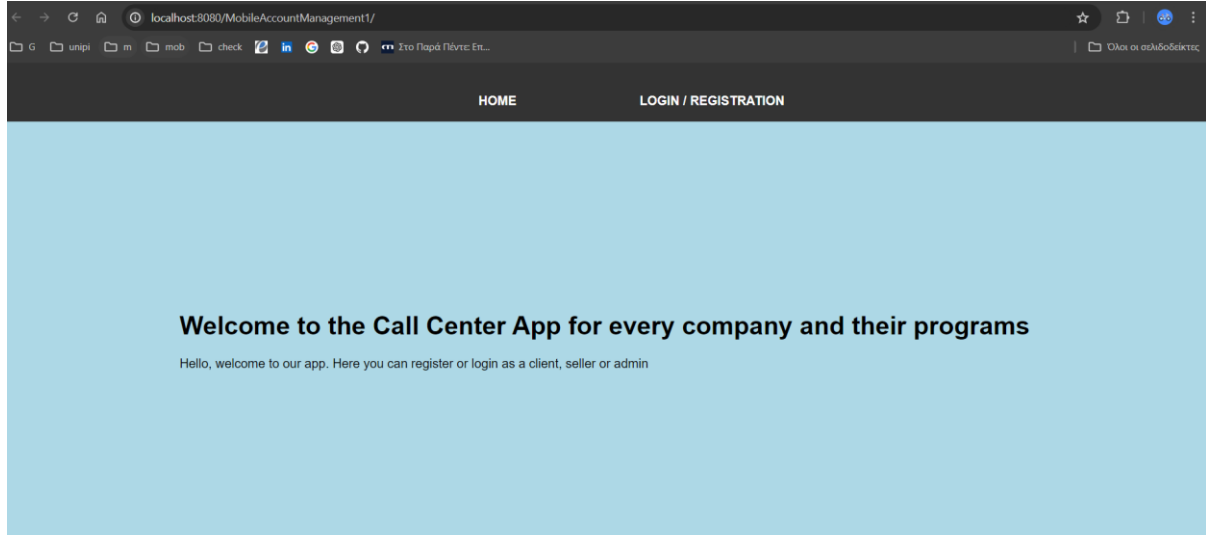 localhost:8080/MobileAccountManagement1/
G unipi m mob check Στο Παρά Πέντε: Επ... Όλοι οι σελιδοδείκτες
HOME LOGIN / REGISTRATION
Welcome to the Call Center App for every company and their programs
Hello, welcome to our app. Here you can register or login as a client, seller or admin